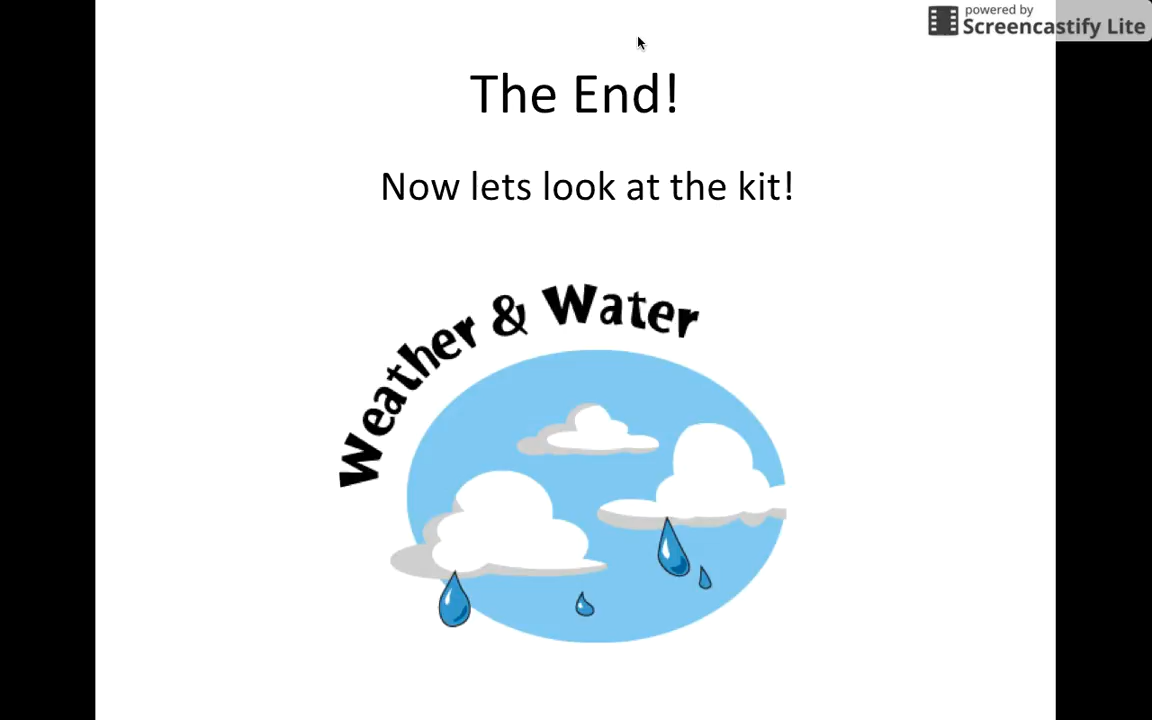 powered by
Screencastify Lite
The End!
Now lets look at the kit!
Weather & Water